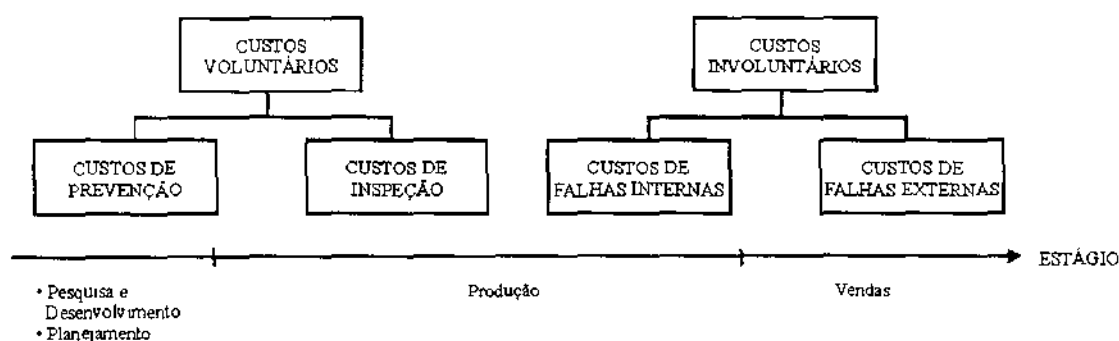 CUSTOS
VOLUNTÁRIOS
CUSTOS
INVOLUNTÁRIOS
CUSTOS DE
PREVENÇÃO
CUSTOS DE
INSPEÇÃO
CUSTOS DE
FALHAS INTERNAS
CUSTOS DE
FALHAS EXTERNAS
ESTÁGIO
• Pesquisa e
Desenvolvimento
• Planejamento
Produção
Vendas